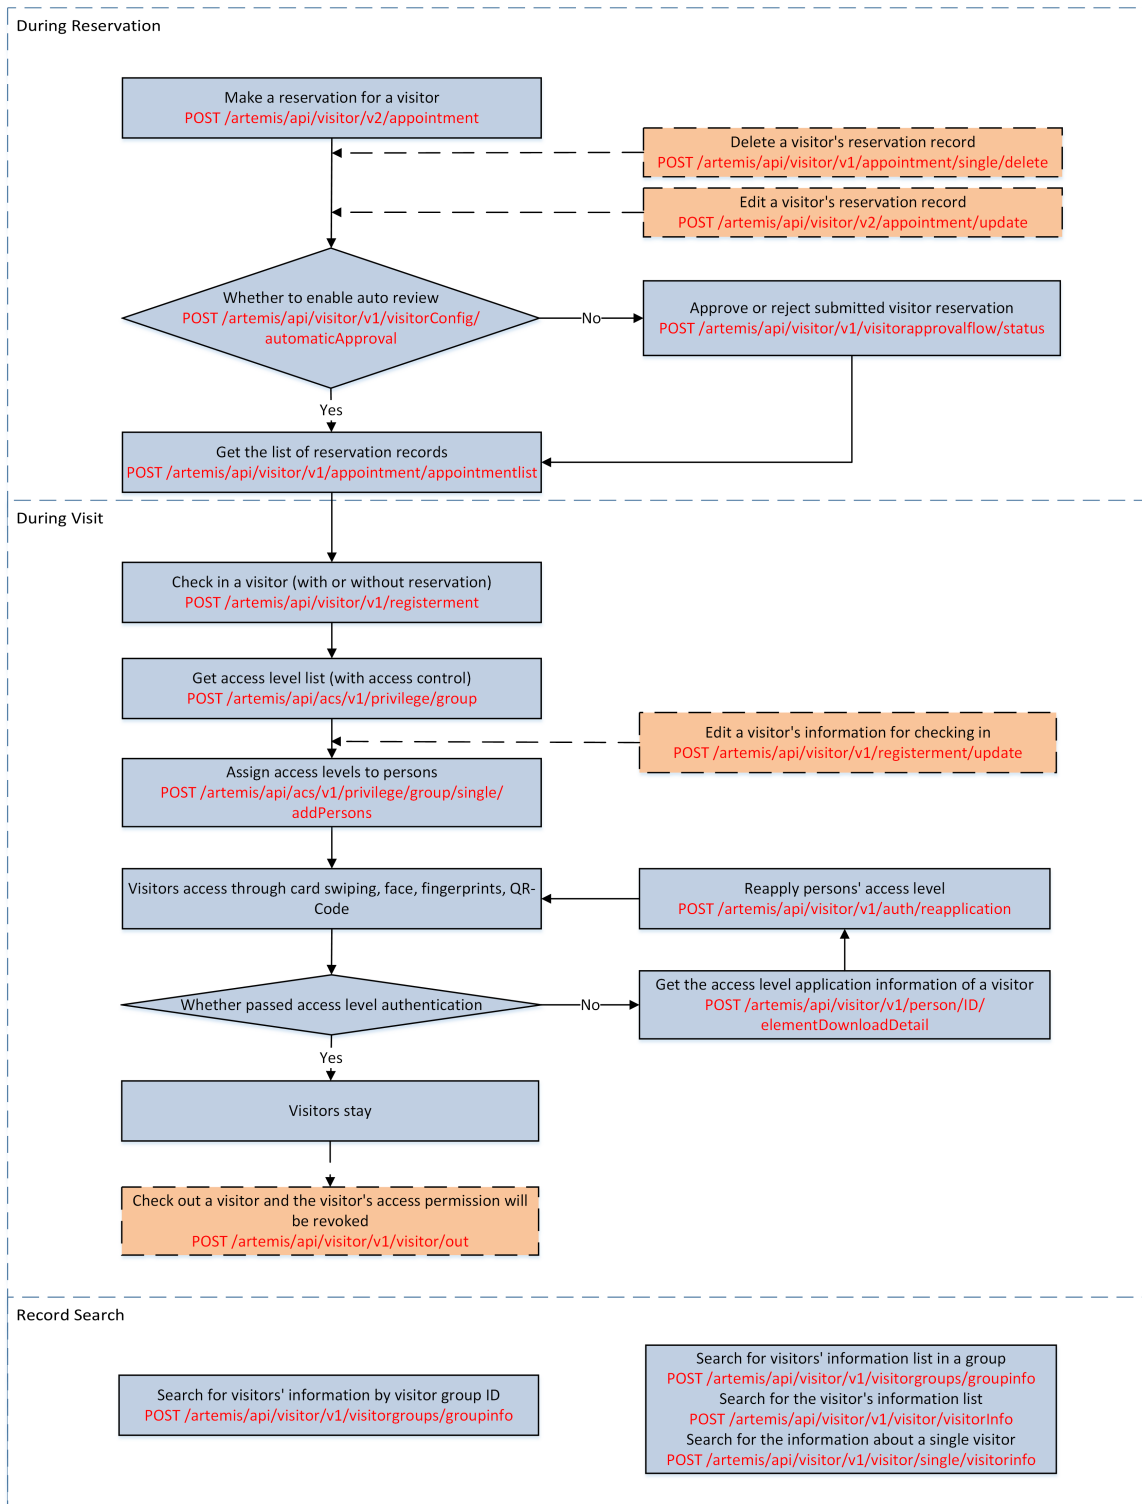 During Reservation
Make a reservation for a visitor
POST /artemis/api/visitor/v2/appointment
Delete a visitor's reservation record
POST /artemis/api/visitor/v1/appointment/single/delete
Edit a visitor's reservation record
POST /artemis/api/visitor/v2/appointment/update
Whether to enable auto review
POST /artemis/api/visitor/v1/visitorConfig/
automaticApproval
No
Approve or reject submitted visitor reservation
POST /artemis/api/visitor/v1/visitorapprovalflow/status
Yes
Get the list of reservation records
POST /artemis/api/visitor/v1/appointment/appointmentlist
During Visit
Check in a visitor (with or without reservation)
POST /artemis/api/visitor/v1/registerment
Get access level list (with access control)
POST /artemis/api/acs/v1/privilege/group
Edit a visitor's information for checking in
POST /artemis/api/visitor/v1/registerment/update
Assign access levels to persons
POST /artemis/api/acs/v1/privilege/group/single/
addPersons
Visitors access through card swiping, face, fingerprints, QR-
Code
Reapply persons' access level
POST /artemis/api/visitor/v1/auth/reapplication
Whether passed access level authentication
No
Get the access level application information of a visitor
POST /artemis/api/visitor/v1/person/ID/
elementDownloadDetail
Yes
Visitors stay
Check out a visitor and the visitor's access permission will
be revoked
POST /artemis/api/visitor/v1/visitor/out
Record Search
Search for visitors' information by visitor group ID
POST /artemis/api/visitor/v1/visitorgroups/groupinfo
Search for visitors' information list in a group
POST /artemis/api/visitor/v1/visitorgroups/groupinfo
Search for the visitor's information list
POST /artemis/api/visitor/v1/visitor/visitorInfo
Search for the information about a single visitor
POST /artemis/api/visitor/v1/visitor/single/visitorinfo